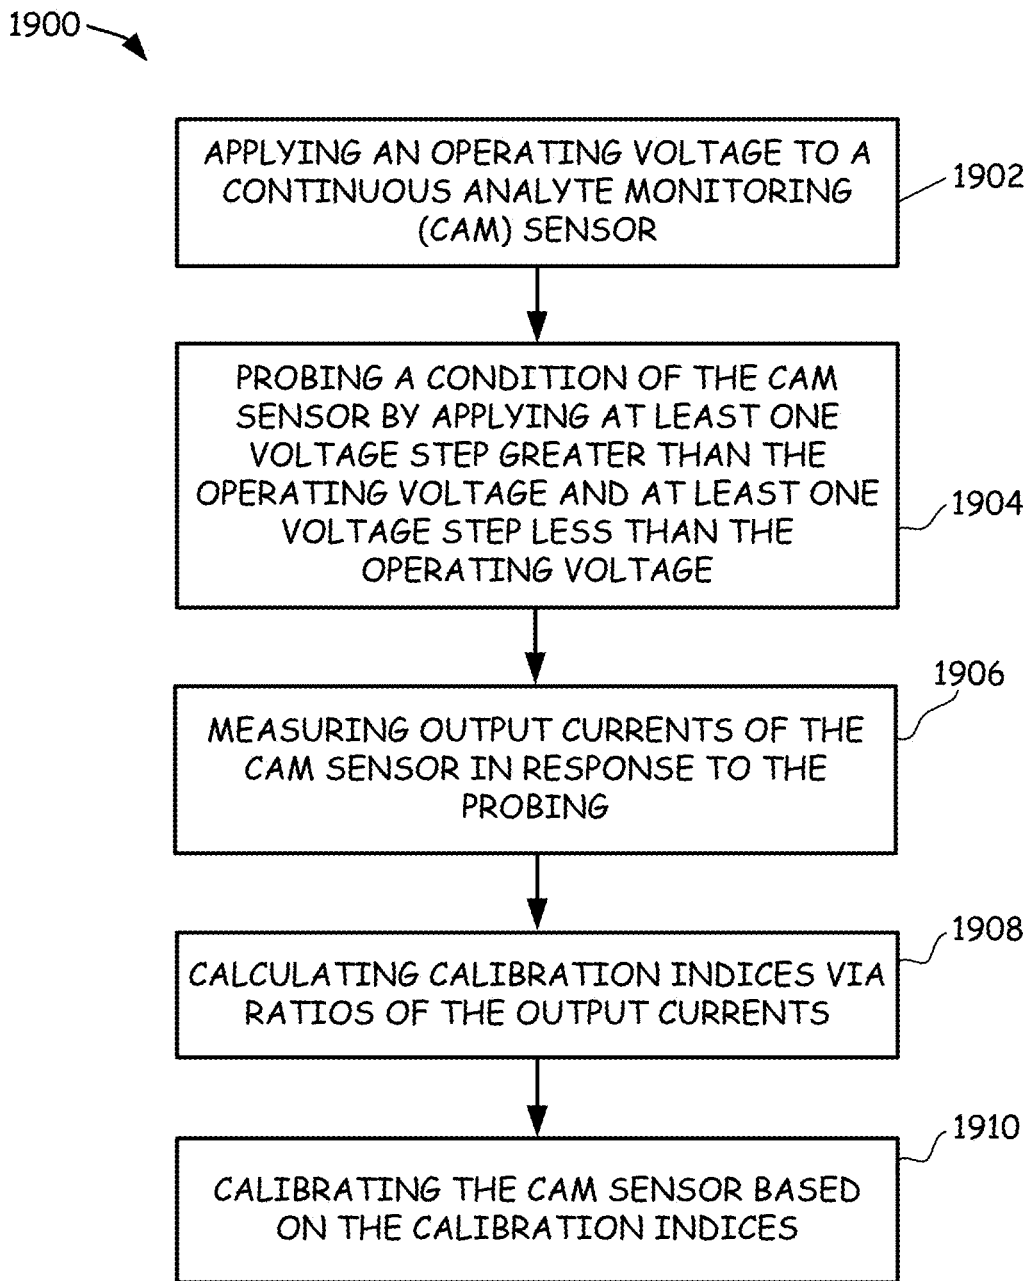 1900
APPLYING AN OPERATING VOLTAGE TO A
CONTINUOUS ANALYTE MONITORING
(CAM) SENSOR
1902
PROBING A CONDITION OF THE CAM
SENSOR BY APPLYING AT LEAST ONE
VOLTAGE STEP GREATER THAN THE
OPERATING VOLTAGE AND AT LEAST ONE
VOLTAGE STEP LESS THAN THE
OPERATING VOLTAGE
1904
MEASURING OUTPUT CURRENTS OF THE
CAM SENSOR IN RESPONSE TO THE
PROBING
1906
CALCULATING CALIBRATION INDICES VIA
RATIOS OF THE OUTPUT CURRENTS
1908
CALIBRATING THE CAM SENSOR BASED
ON THE CALIBRATION INDICES
1910